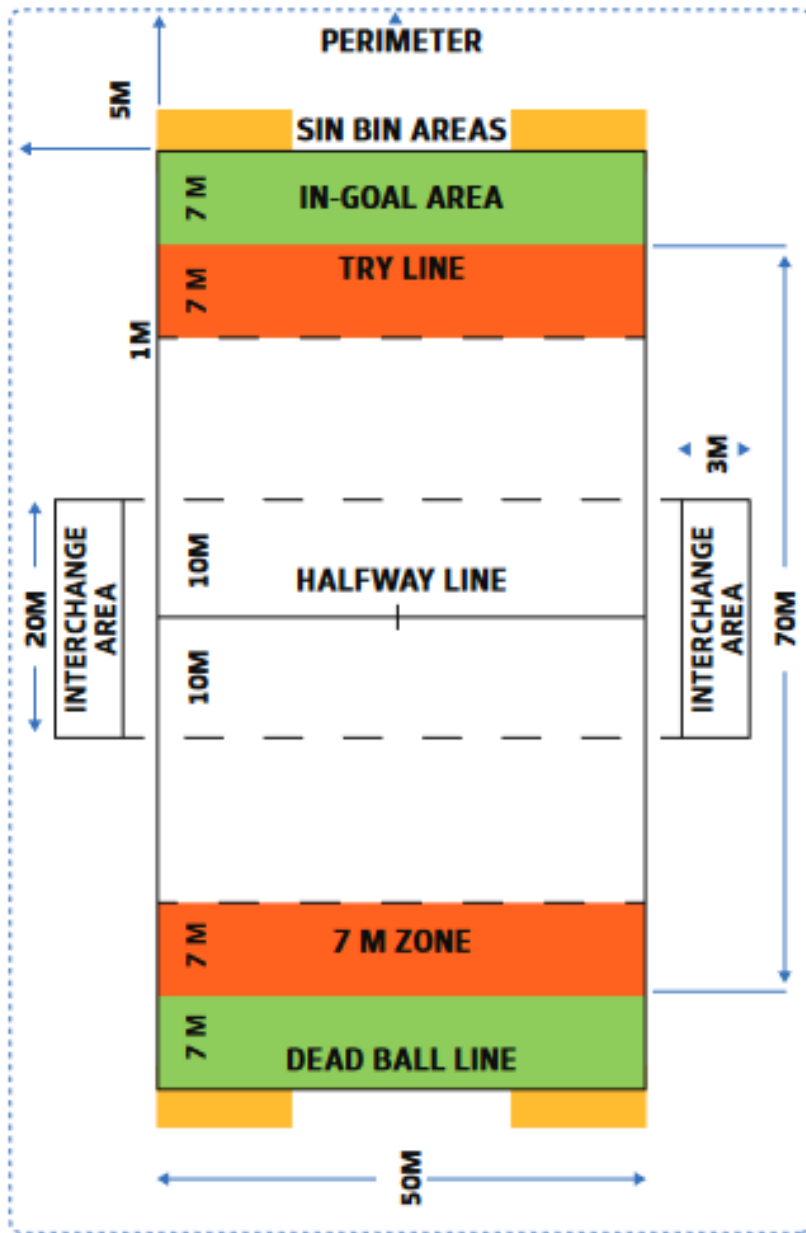 PERIMETER
5M
SIN BIN AREAS
7 M
IN-GOAL AREA
7 M
TRY LINE
1M
3M
INTERCHANGE
AREA
20M
10M
HALFWAY LINE
10M
INTERCHANGE
AREA
70M
7 M
7 M ZONE
7 M
DEAD BALL LINE
50M